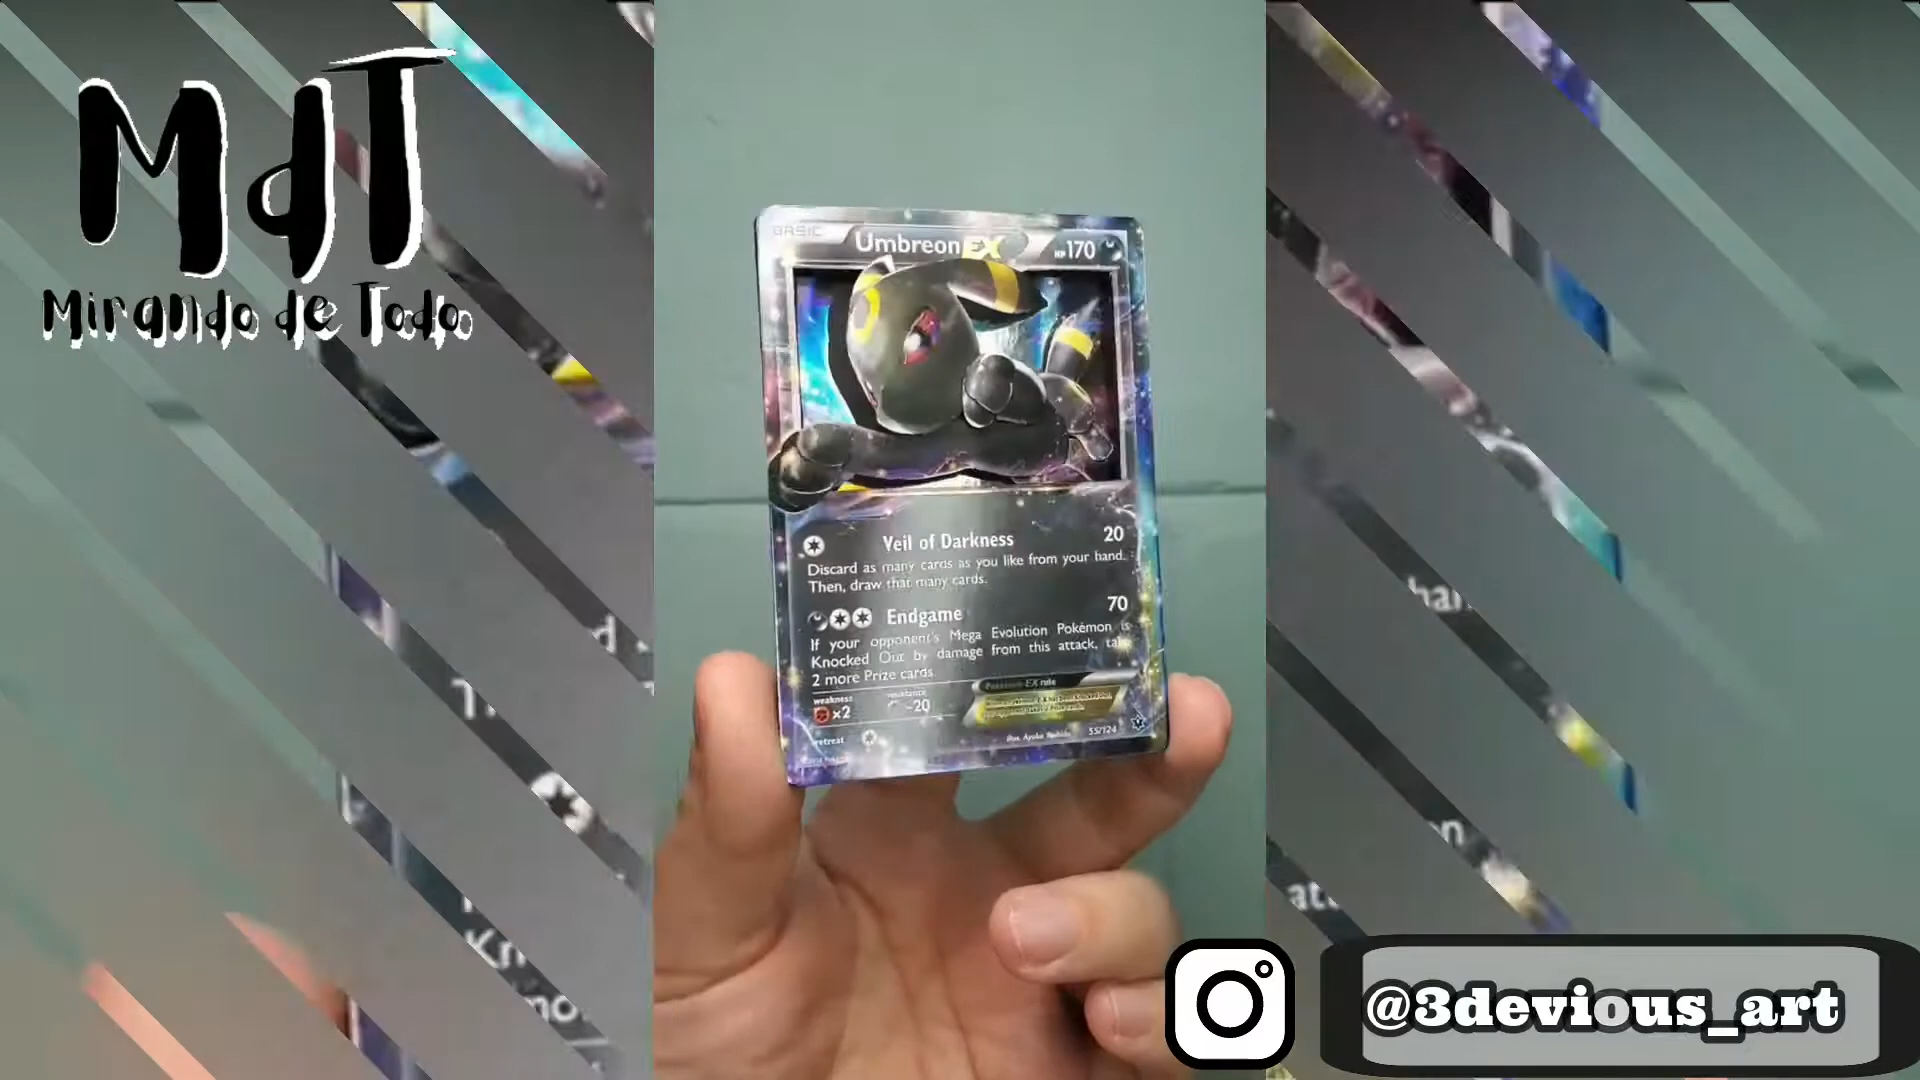 MdT
Mirando de Todo
BASIC
Umbreon EX
HP170
Veil of Darkness 20
Discard as many cards as you like from your hand.
Then, draw that many cards.
Endgame 70
If your opponent's Mega Evolution Pokémon is
Knocked Out by damage from this attack, take
2 more Prize cards.
weakness
x2
resistance
-20
Pokémon-EX rule
retreat
55/124
@3devious_art